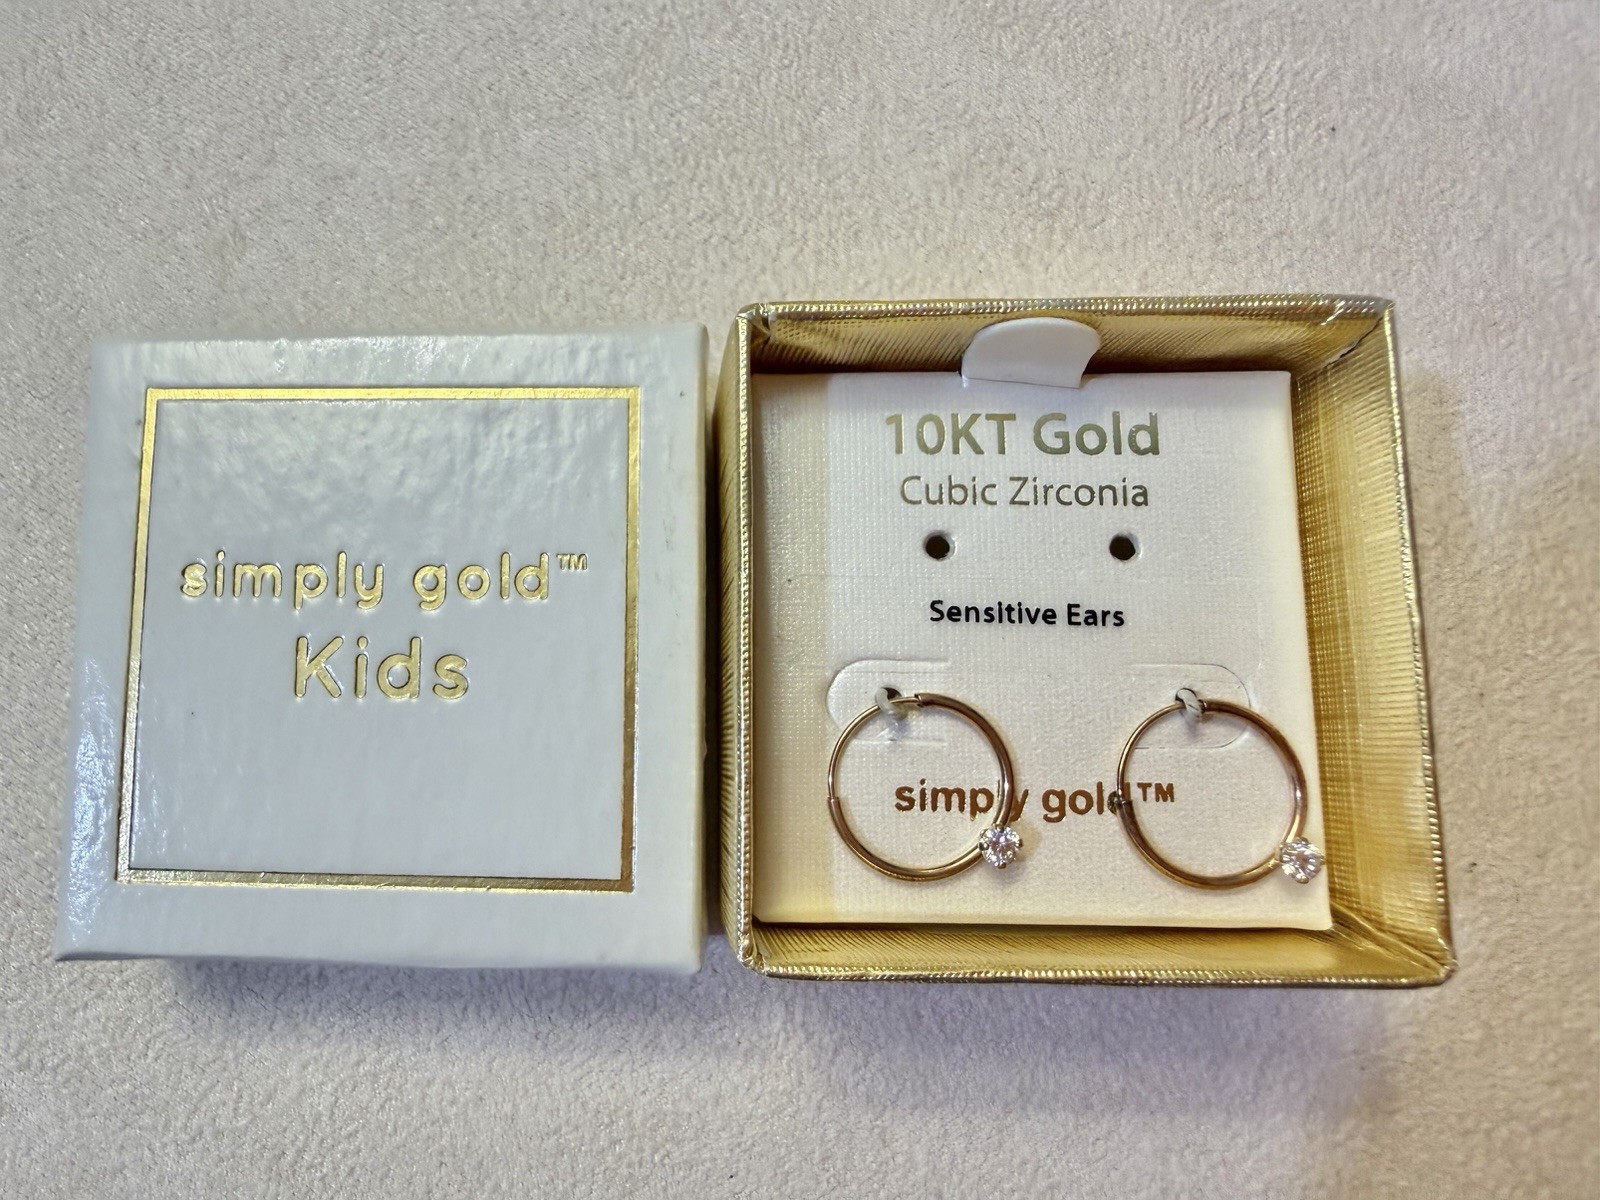 simply gold™
Kids
10KT Gold
Cubic Zirconia
Sensitive Ears
simply gold™